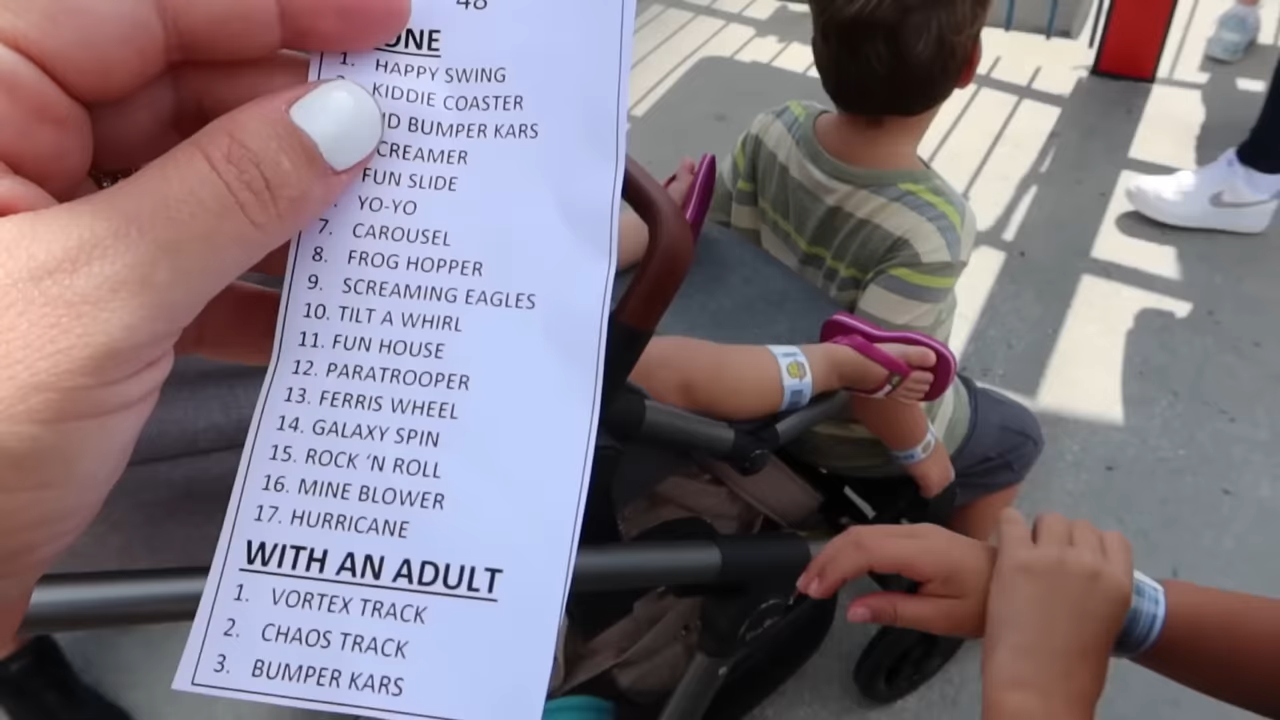 48
ONE
1. HAPPY SWING
KIDDIE COASTER
D BUMPER KARS
CREAMER
FUN SLIDE
YO-YO
7. CAROUSEL
8. FROG HOPPER
9. SCREAMING EAGLES
10. TILT A WHIRL
11. FUN HOUSE
12. PARATROOPER
13. FERRIS WHEEL
14. GALAXY SPIN
15. ROCK ‘N ROLL
16. MINE BLOWER
17. HURRICANE
WITH AN ADULT
1. VORTEX TRACK
2. CHAOS TRACK
3. BUMPER KARS